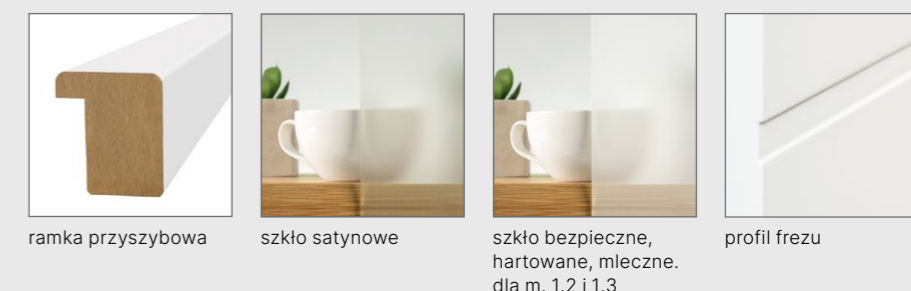 ramka przyszybowa
szkło satynowe
szkło bezpieczne,
hartowane, mleczne.
dla m. 1.2 i 1.3
profil frezu